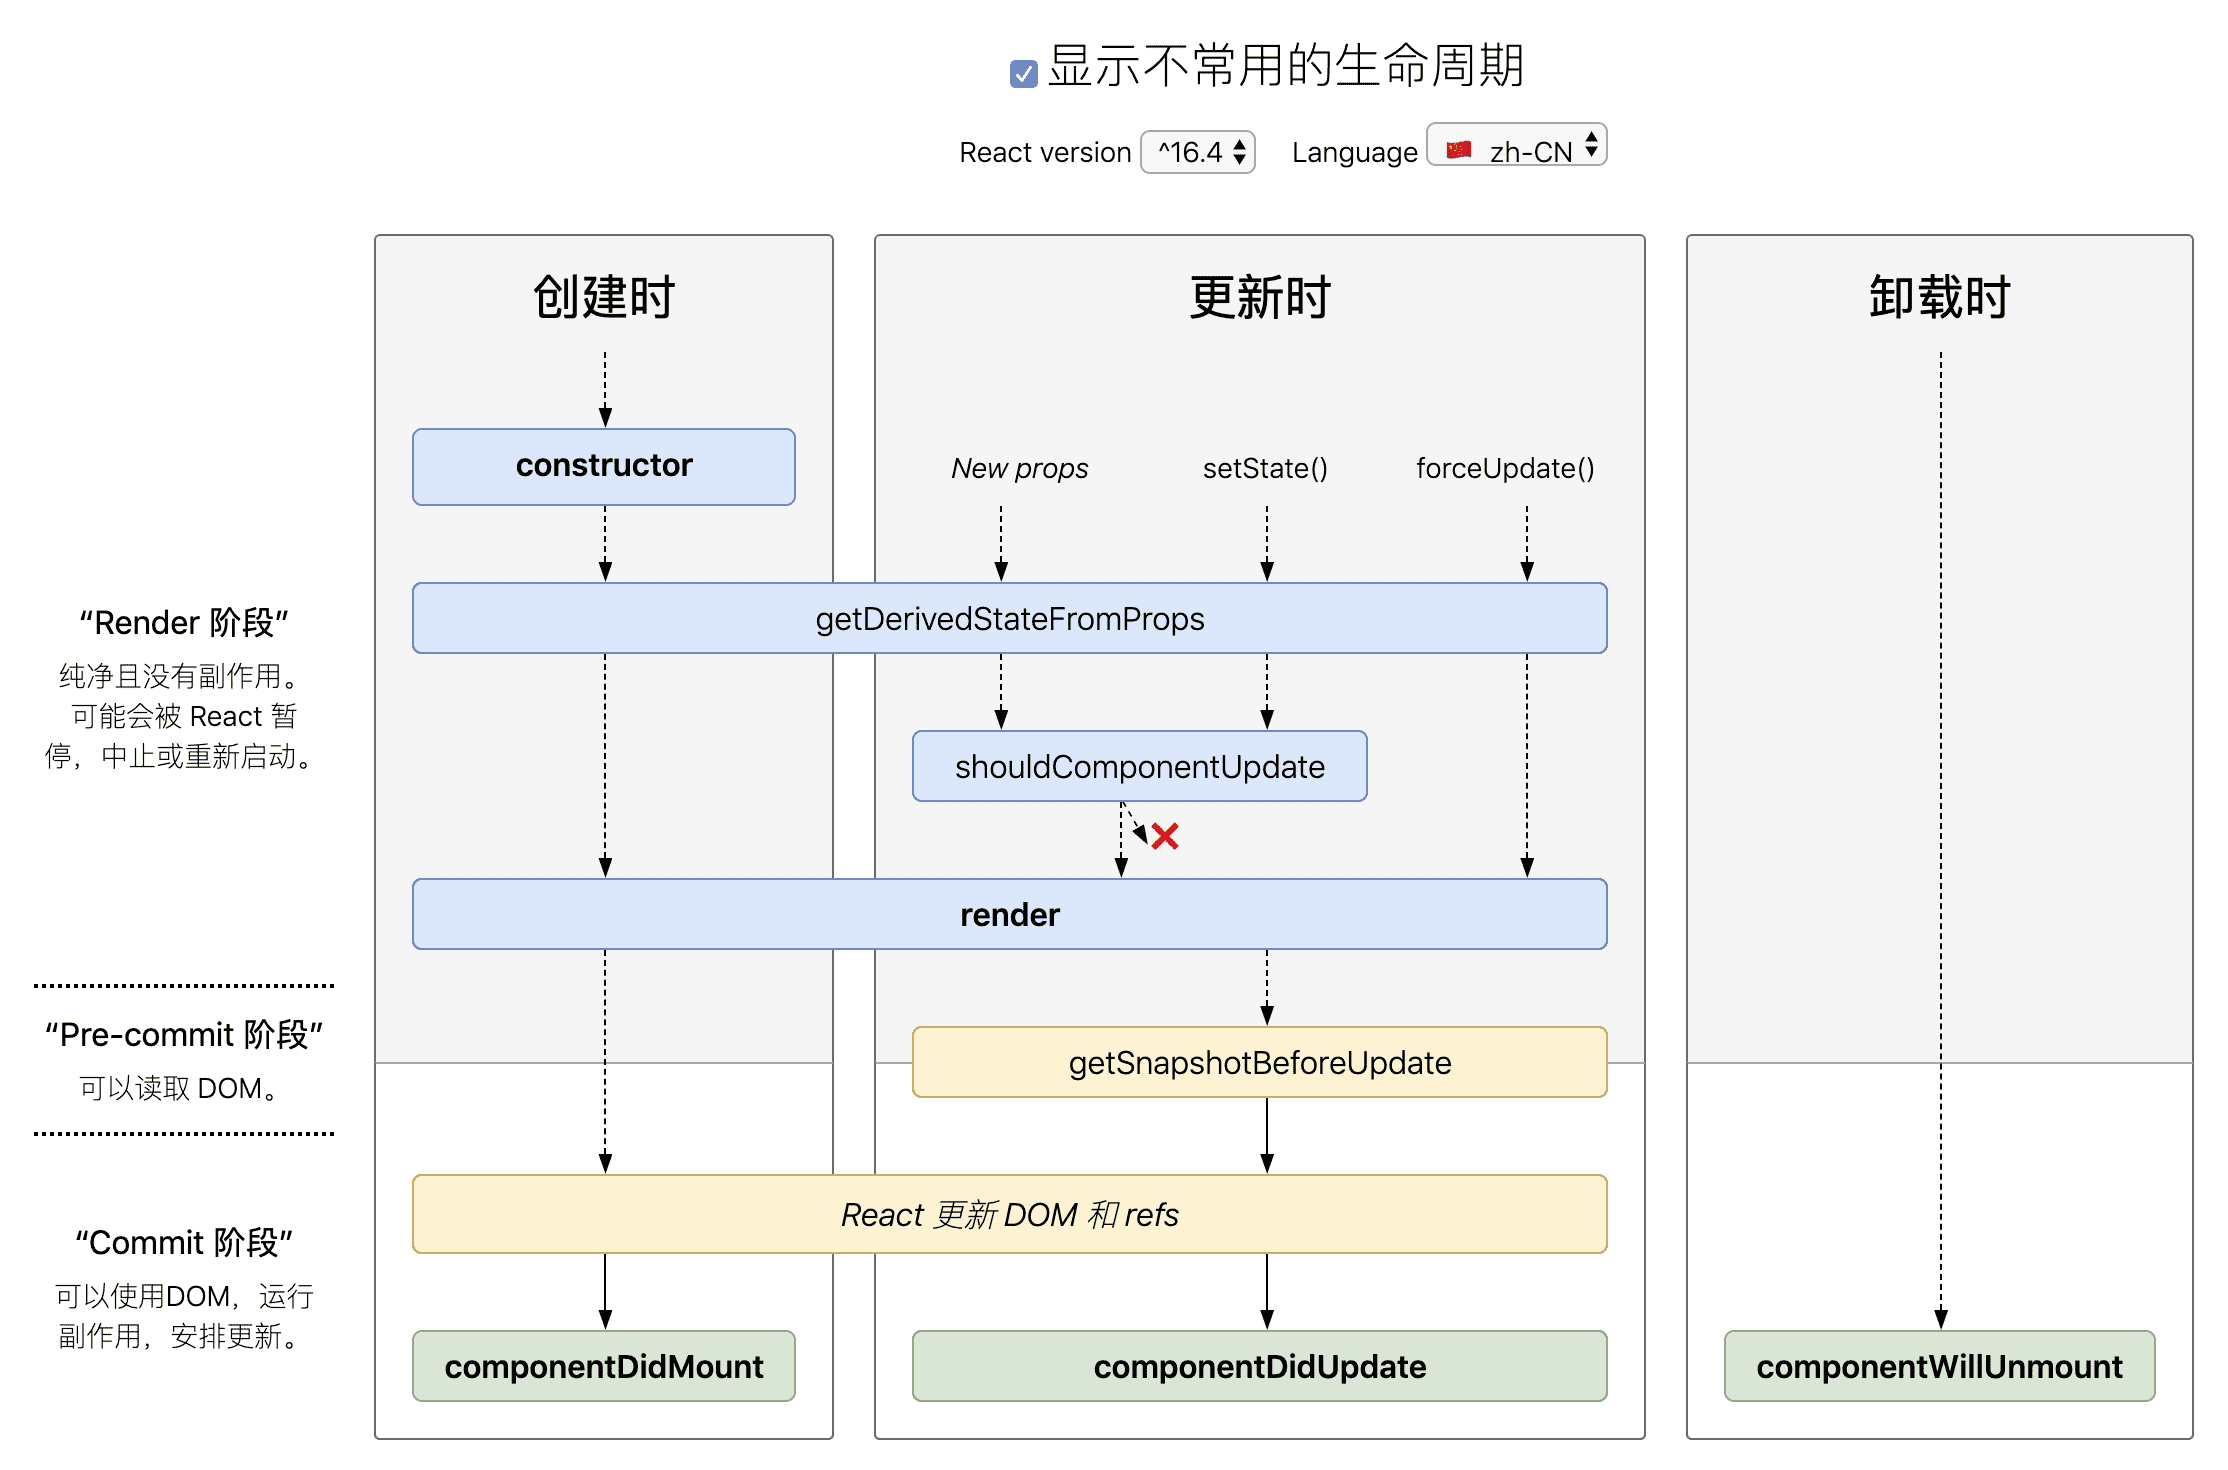 显示不常用的生命周期
React version ^16.4 Language zh-CN
创建时
更新时
卸载时
constructor
New props
setState()
forceUpdate()
getDerivedStateFromProps
“Render 阶段”
纯净且没有副作用。
可能会被 React 暂
停，中止或重新启动。
shouldComponentUpdate
render
“Pre-commit 阶段”
可以读取 DOM。
getSnapshotBeforeUpdate
React 更新 DOM 和 refs
“Commit 阶段”
可以使用DOM，运行
副作用，安排更新。
componentDidMount
componentDidUpdate
componentWillUnmount